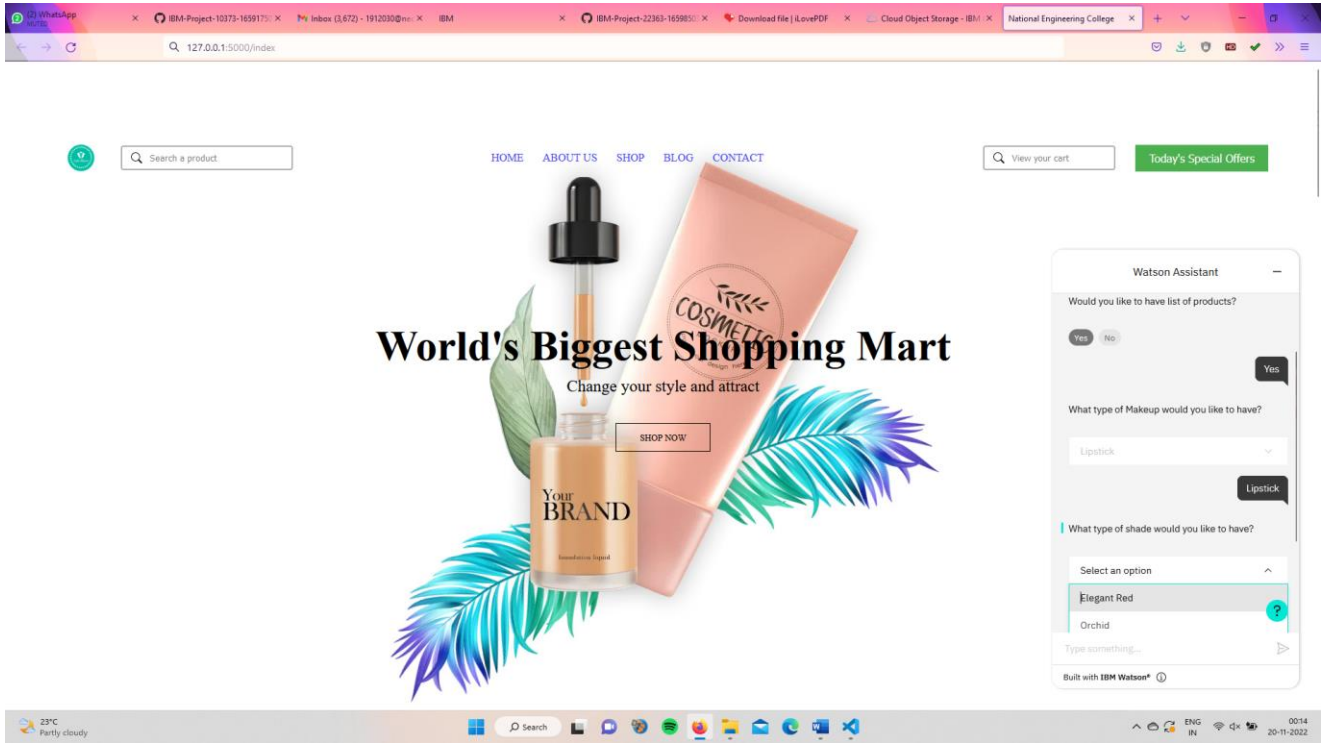 (2) WhatsApp
MUTED
IBM-Project-10373-1659175
Inbox (3,672) - 1912030@nec
IBM
IBM-Project-22363-1659850
Download file | iLovePDF
Cloud Object Storage - IBM
National Engineering College
127.0.0.1:5000/index
Search a product
HOME ABOUT US SHOP BLOG CONTACT
View your cart
Today's Special Offers
COSMETIC
World's Biggest Shopping Mart
Change your style and attract
SHOP NOW
Your
BRAND
foundation liquid
Watson Assistant
Would you like to have list of products?
Yes No
Yes
What type of Makeup would you like to have?
Lipstick
Lipstick
What type of shade would you like to have?
Select an option
Elegant Red
?
Orchid
Type something...
Built with IBM Watson®
23°C
Partly cloudy
Search
ENG
IN
00:14
20-11-2022